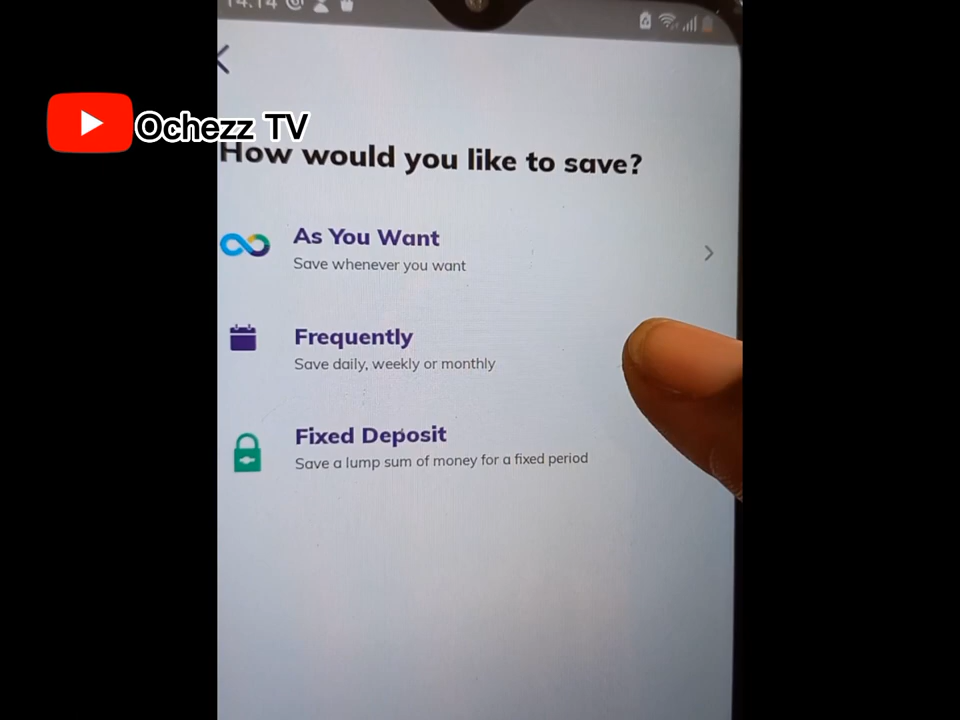 14:14
Ochezz TV
How would you like to save?
As You Want
Save whenever you want
Frequently
Save daily, weekly or monthly
Fixed Deposit
Save a lump sum of money for a fixed period